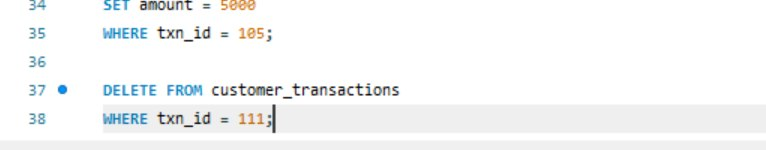 34 SET amount = 5000
35 WHERE txn_id = 105;
36
37 DELETE FROM customer_transactions
38 WHERE txn_id = 111;